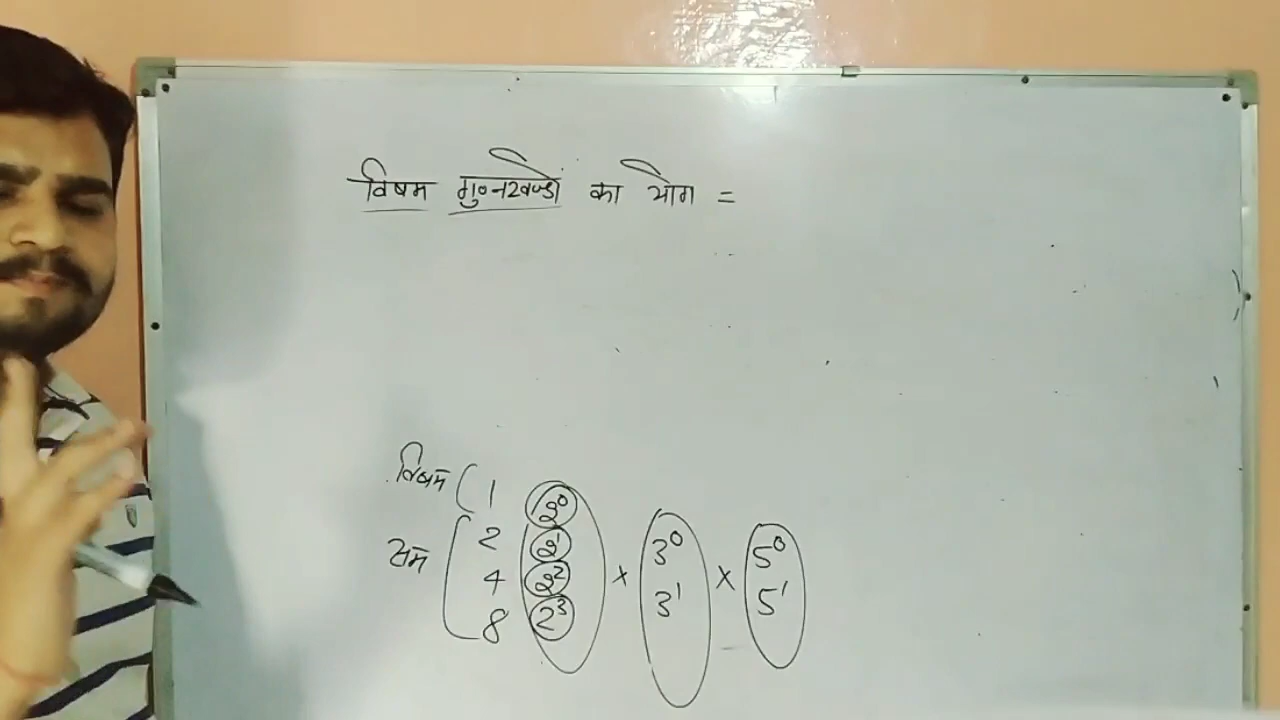 विषम गुणनखण्डों का योग =
विषम ( 1 2⁰
सम [ 2 2¹ × 3⁰ × 5⁰
4 2² 3¹ 5¹
8 2³